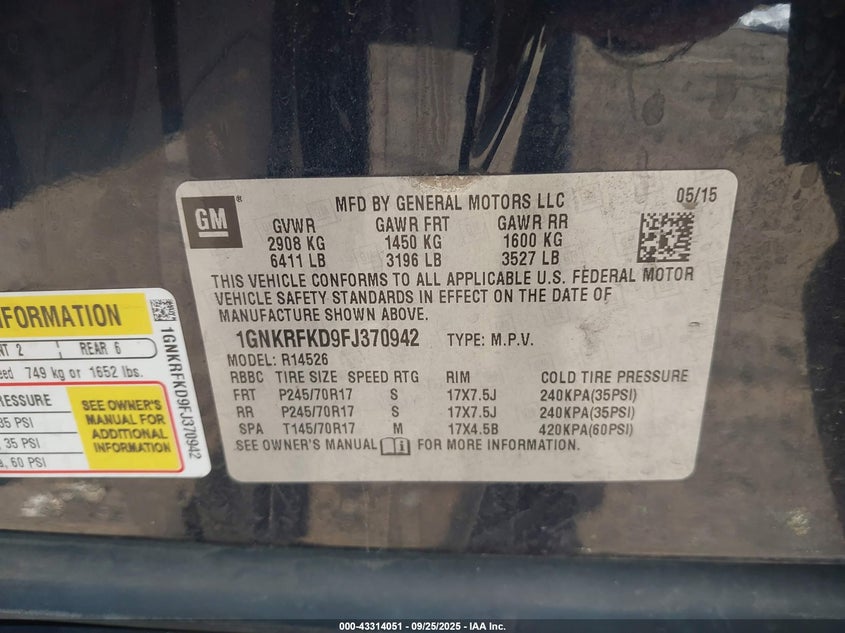 GM ®
MFD BY GENERAL MOTORS LLC 05/15
GVWR GAWR FRT GAWR RR
2908 KG 1450 KG 1600 KG
6411 LB 3196 LB 3527 LB
THIS VEHICLE CONFORMS TO ALL APPLICABLE U.S. FEDERAL MOTOR
VEHICLE SAFETY STANDARDS IN EFFECT ON THE DATE OF
MANUFACTURE SHOWN ABOVE.
1GNKRFKD9FJ370942 TYPE: M.P.V.
MODEL: R14526
RBBC TIRE SIZE SPEED RTG RIM COLD TIRE PRESSURE
FRT P245/70R17 S 17X7.5J 240KPA(35PSI)
RR P245/70R17 S 17X7.5J 240KPA(35PSI)
SPA T145/70R17 M 17X4.5B 420KPA(60PSI)
SEE OWNER'S MANUAL FOR MORE INFORMATION.
FORMATION
NT 2 REAR 6
eed 749 kg or 1652 lbs.
RESSURE
35 PSI
, 35 PSI
a, 60 PSI
SEE OWNER'S
MANUAL FOR
ADDITIONAL
INFORMATION
1GNKRFKD9FJ370942
000-43314051 - 09/25/2025 - IAA Inc.